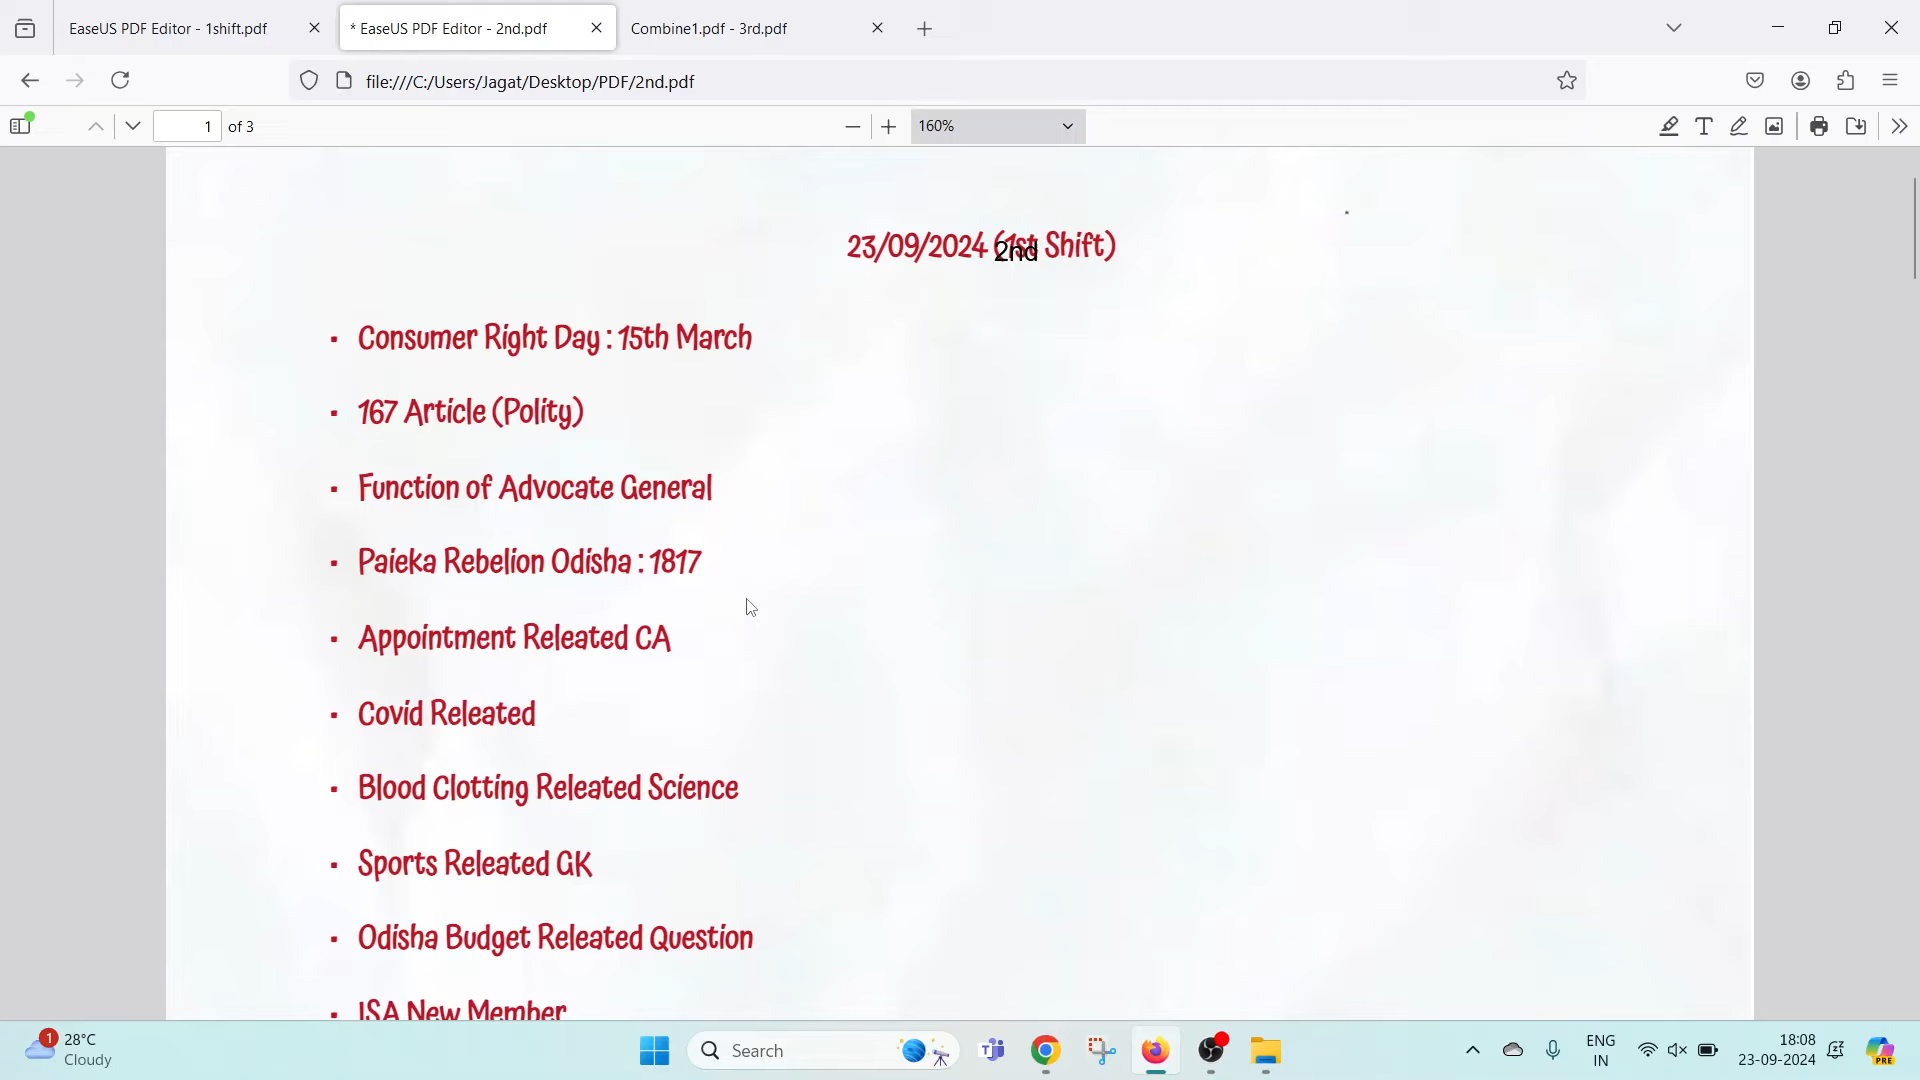 EaseUS PDF Editor - 1shift.pdf
* EaseUS PDF Editor - 2nd.pdf
Combine1.pdf - 3rd.pdf
file:///C:/Users/Jagat/Desktop/PDF/2nd.pdf
1 of 3
160%
23/09/2024 (1st Shift)
2nd
▪ Consumer Right Day : 15th March
▪ 167 Article (Polity)
▪ Function of Advocate General
▪ Paieka Rebelion Odisha : 1817
▪ Appointment Releated CA
▪ Covid Releated
▪ Blood Clotting Releated Science
▪ Sports Releated GK
▪ Odisha Budget Releated Question
▪ ISA New Member
1
28°C
Cloudy
Search
ENG
IN
18:08
23-09-2024
PRE